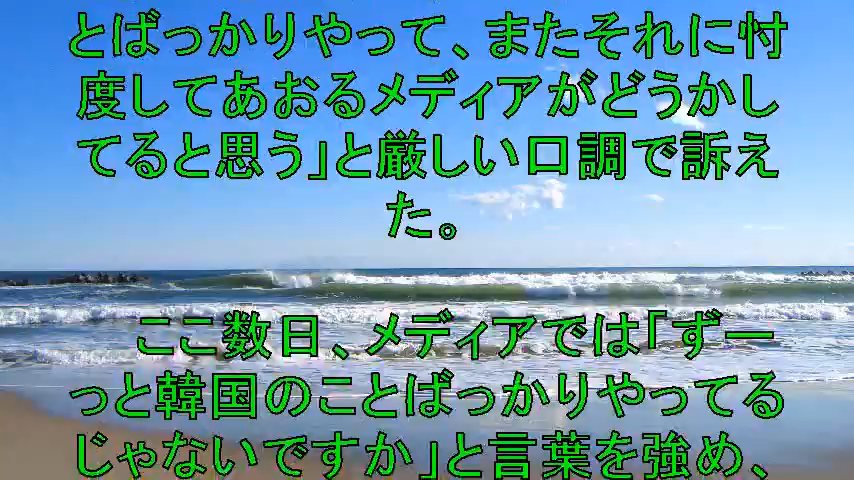 とばっかりやって、またそれに忖
度してあおるメディアがどうかし
てると思う」と厳しい口調で訴え
た。
ここ数日、メディアでは「ずー
っと韓国のことばっかりやってる
じゃないですか」と言葉を強め、